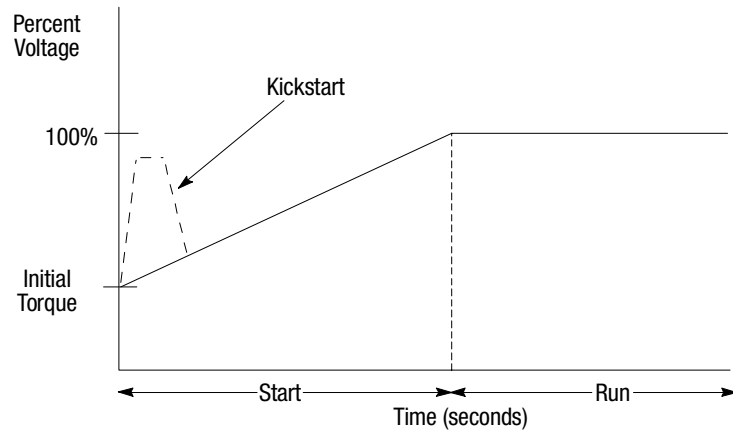 Percent
Voltage
Kickstart
100%
Initial
Torque
Start
Run
Time (seconds)